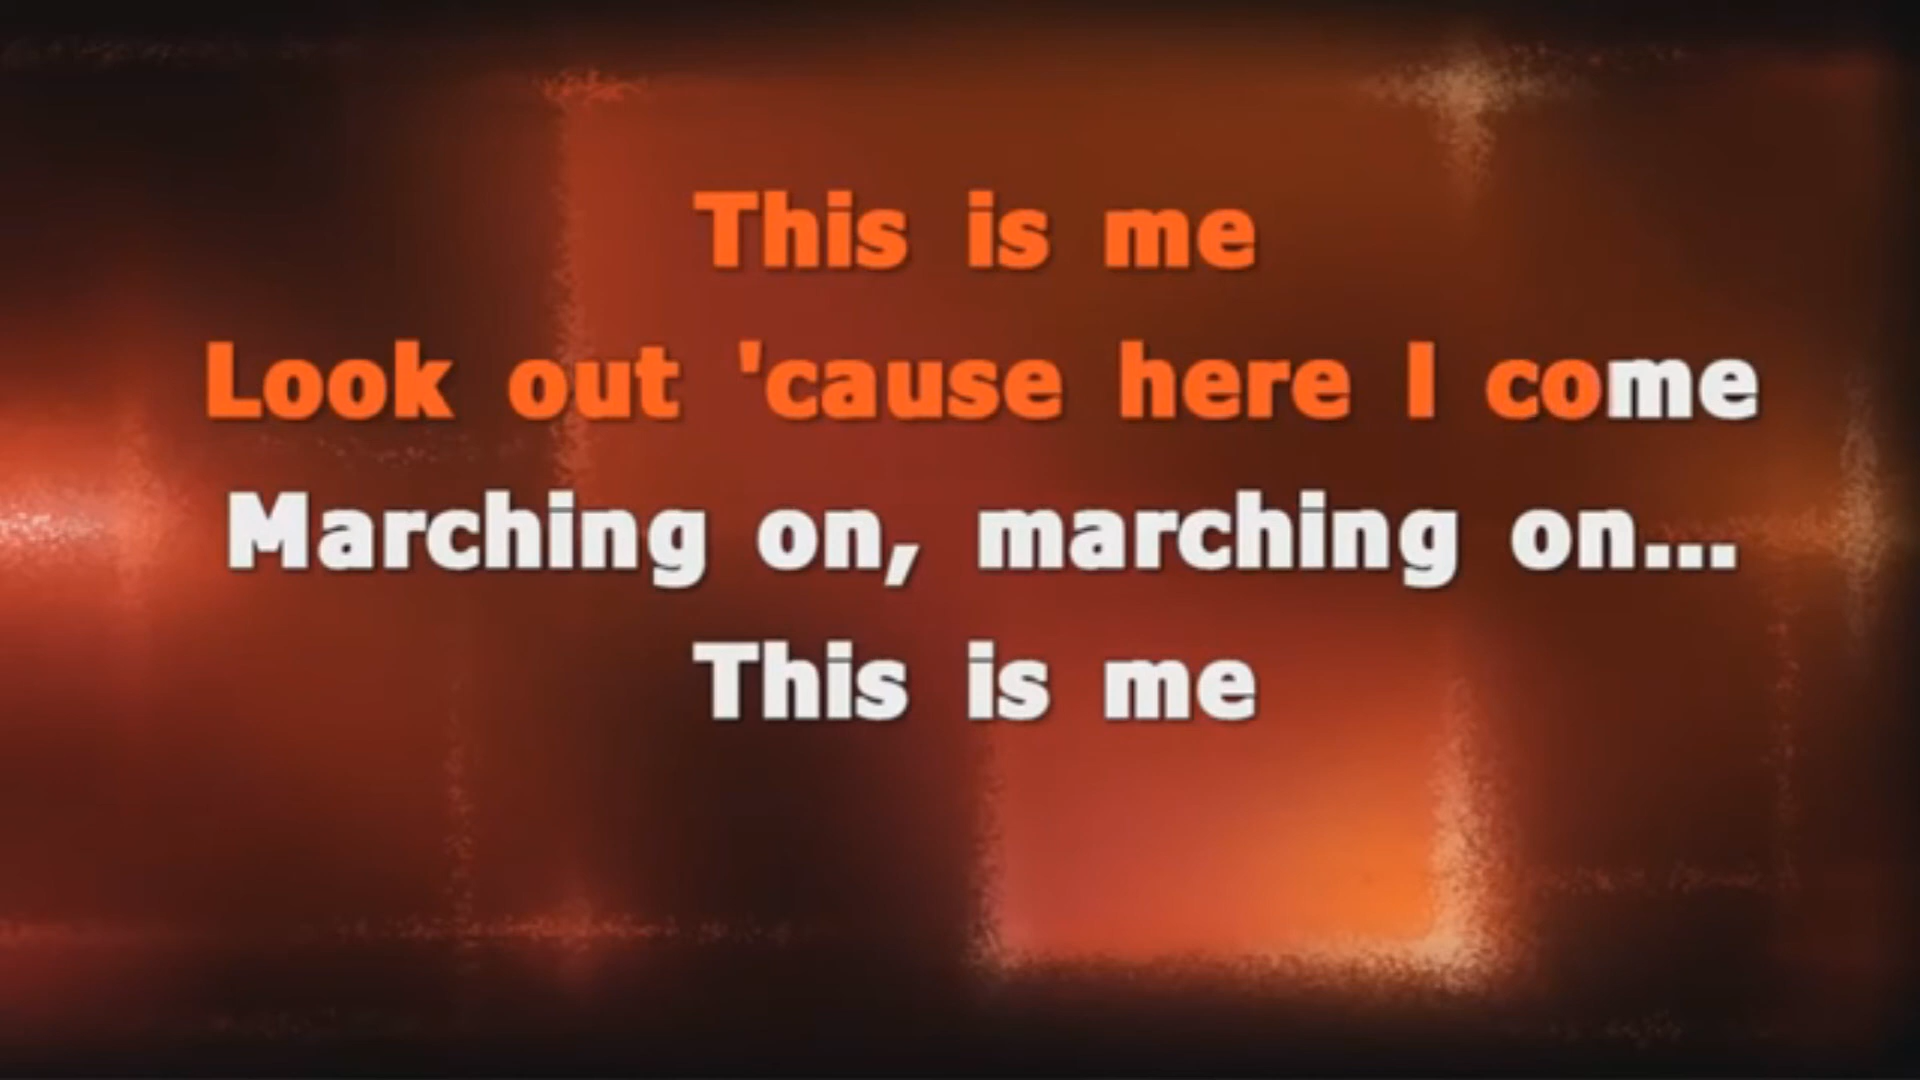 This is me
Look out 'cause here I come
Marching on, marching on...
This is me